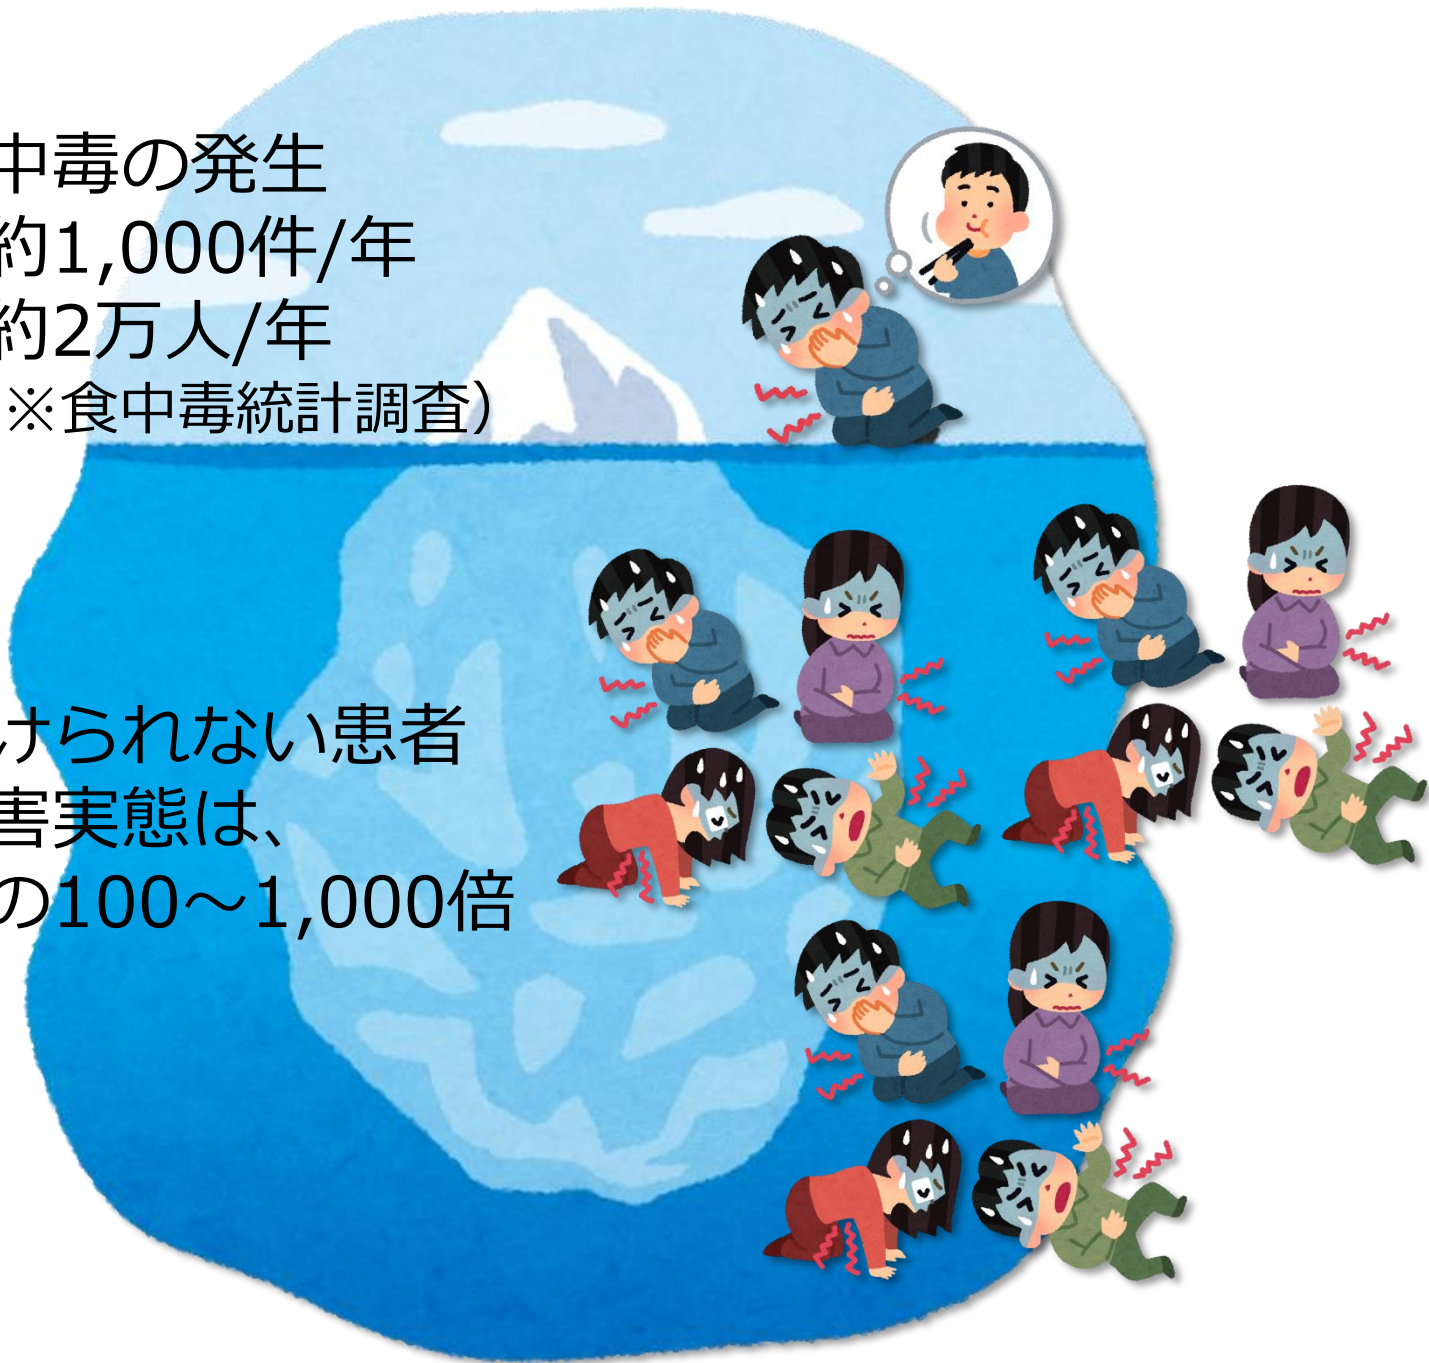 中毒の発生
約1,000件/年
約2万人/年
※食中毒統計調査）
けられない患者
害実態は、
の100～1,000倍